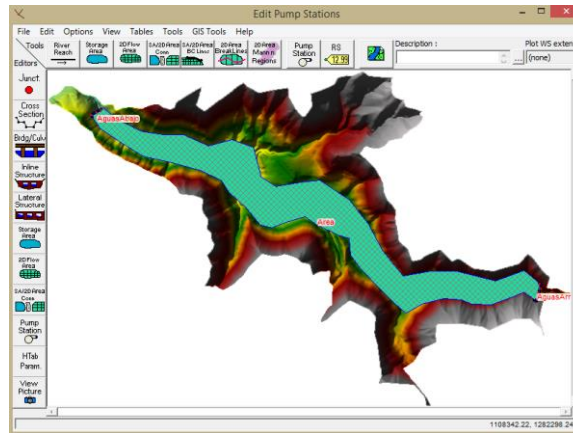 Edit Pump Stations
File Edit Options View Tables Tools GIS Tools Help
Tools
Editors
River
Reach
Storage
Area
2D Flow
Area
SA/2D Area
Conn
SA/2D Area
BC Lines
2D Area
BreakLines
2D Area
Mann n
Regions
Pump
Station
RS
12.99
Description :
...
Plot WS exten
(none)
Junct.
Cross
Section
Brdg/Culv
Inline
Structure
Lateral
Structure
Storage
Area
2D Flow
Area
SA/2D Area
Conn
Pump
Station
HTab
Param.
View
Picture
AguasAbajo
Area
AguasArr
1108342.22, 1282298.24